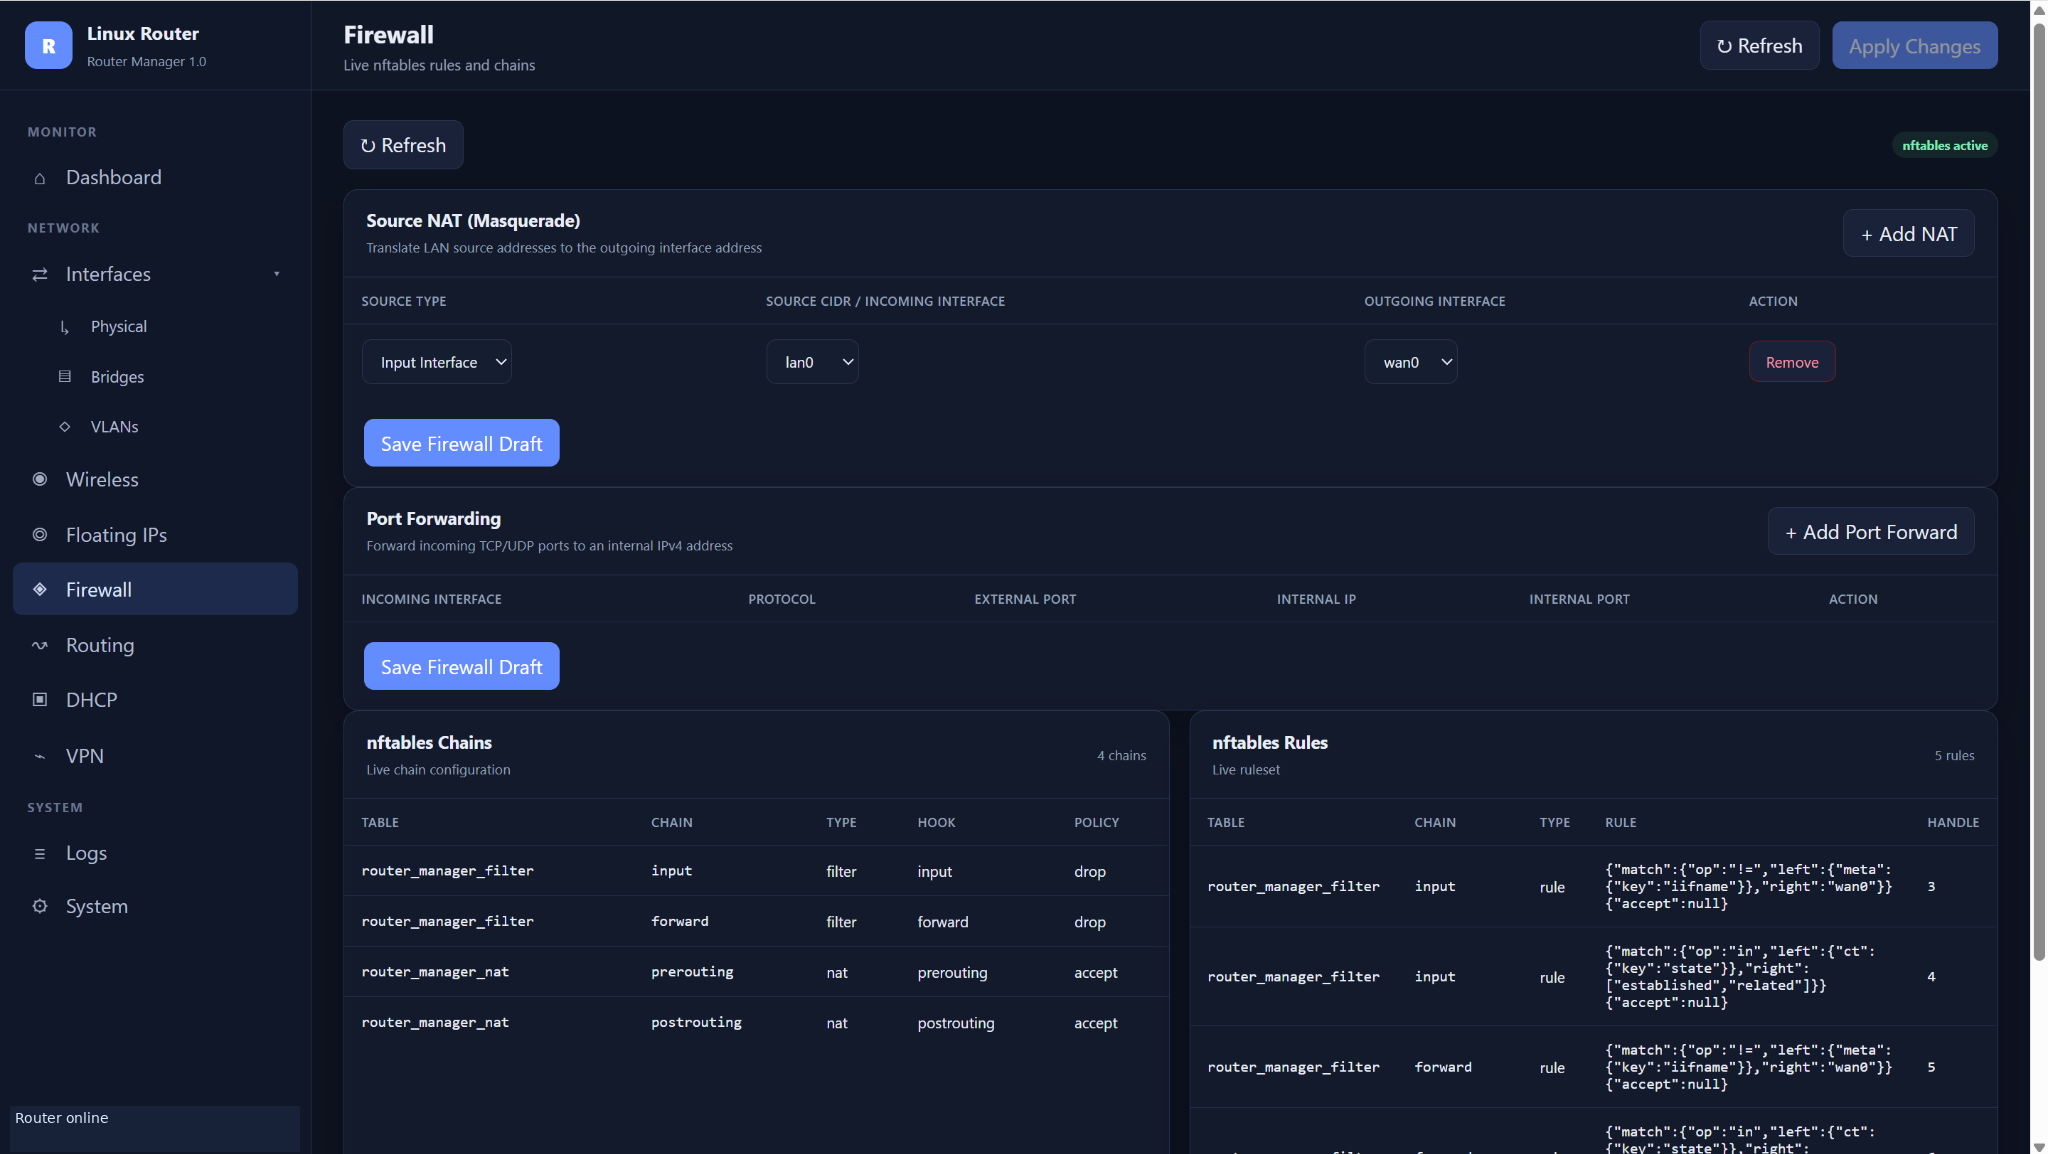 R
Linux Router
Router Manager 1.0
MONITOR
Dashboard
NETWORK
Interfaces
Physical
Bridges
VLANs
Wireless
Floating IPs
Firewall
Routing
DHCP
VPN
SYSTEM
Logs
System
Router online
Firewall
Live nftables rules and chains
↻ Refresh
Apply Changes
↻ Refresh
nftables active
Source NAT (Masquerade)
Translate LAN source addresses to the outgoing interface address
+ Add NAT
SOURCE TYPE SOURCE CIDR / INCOMING INTERFACE OUTGOING INTERFACE ACTION
Input Interface lan0 wan0 Remove
Save Firewall Draft
Port Forwarding
Forward incoming TCP/UDP ports to an internal IPv4 address
+ Add Port Forward
INCOMING INTERFACE PROTOCOL EXTERNAL PORT INTERNAL IP INTERNAL PORT ACTION
Save Firewall Draft
nftables Chains
Live chain configuration
4 chains
TABLE CHAIN TYPE HOOK POLICY
router_manager_filter input filter input drop
router_manager_filter forward filter forward drop
router_manager_nat prerouting nat prerouting accept
router_manager_nat postrouting nat postrouting accept
nftables Rules
Live ruleset
5 rules
TABLE CHAIN TYPE RULE HANDLE
{"match":{"op":"!=","left":{"meta":
router_manager_filter input rule {"key":"iifname"}},"right":"wan0"}} 3
{"accept":null}
{"match":{"op":"in","left":{"ct":
{"key":"state"}},"right":
router_manager_filter input rule ["established","related"]}} 4
{"accept":null}
{"match":{"op":"!=","left":{"meta":
router_manager_filter forward rule {"key":"iifname"}},"right":"wan0"}} 5
{"accept":null}
{"match":{"op":"in","left":{"ct":
{"key":"state"}},"right":